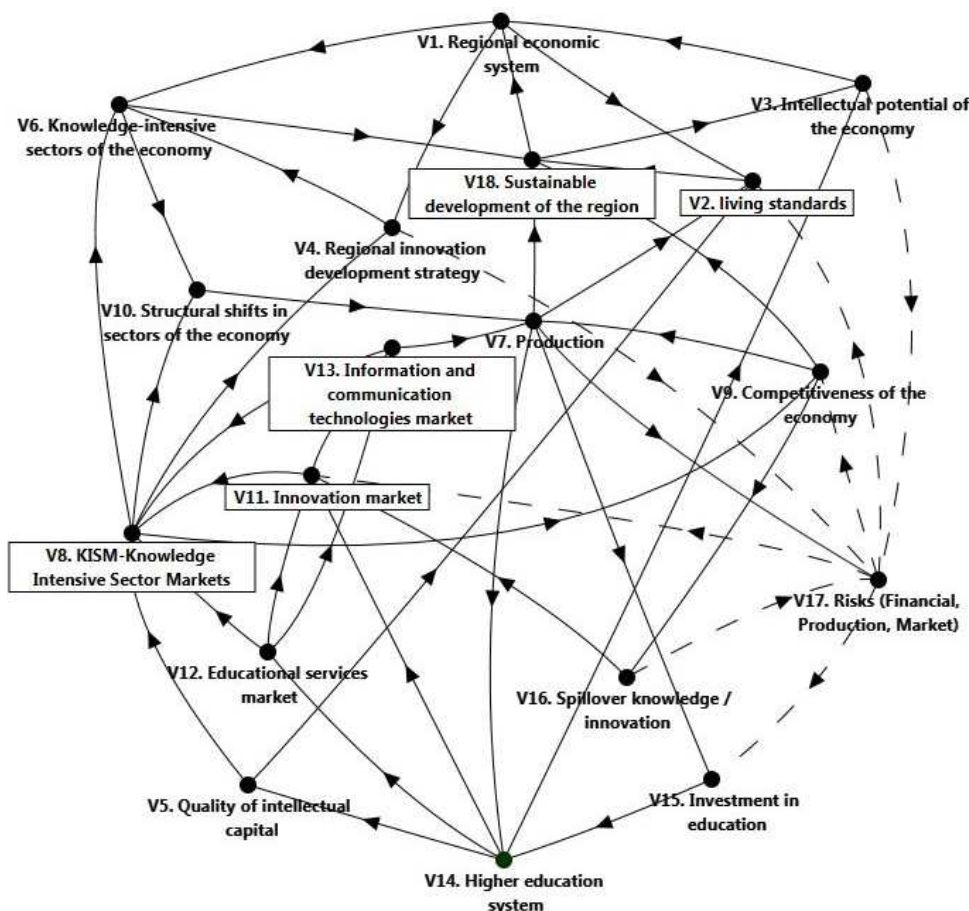 V1. Regional economic
system
V3. Intellectual potential of
the economy
V6. Knowledge-intensive
sectors of the economy
V18. Sustainable
development of the region
V2. living standards
V4. Regional innovation
development strategy
V10. Structural shifts in
sectors of the economy
V7. Production
V13. Information and
communication
technologies market
V9. Competitiveness of the
economy
V11. Innovation market
V8. KISM-Knowledge
Intensive Sector Markets
V17. Risks (Financial,
Production, Market)
V12. Educational services
market
V16. Spillover knowledge /
innovation
V5. Quality of intellectual
capital
V15. Investment in
education
V14. Higher education
system